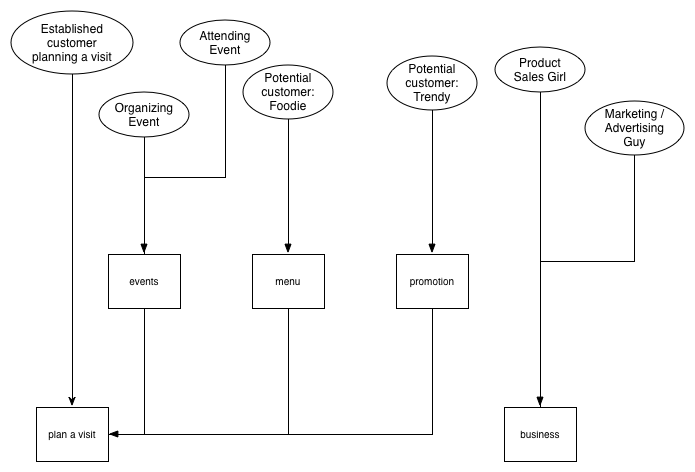 Established
customer
planning a visit
Attending
Event
Organizing
Event
Potential
customer:
Foodie
Potential
customer:
Trendy
Product
Sales Girl
Marketing /
Advertising
Guy
events
menu
promotion
plan a visit
business